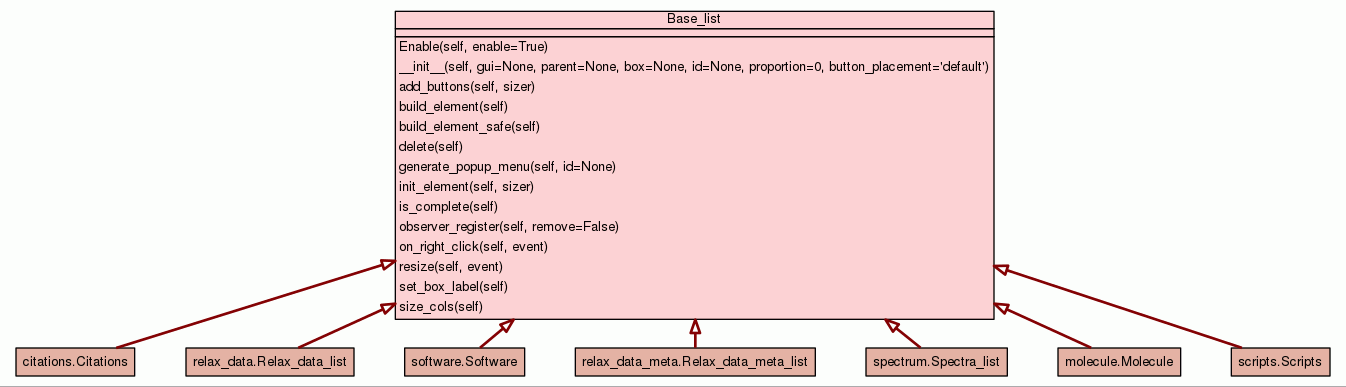 Base_list
Enable(self, enable=True)
__init__(self, gui=None, parent=None, box=None, id=None, proportion=0, button_placement='default')
add_buttons(self, sizer)
build_element(self)
build_element_safe(self)
delete(self)
generate_popup_menu(self, id=None)
init_element(self, sizer)
is_complete(self)
observer_register(self, remove=False)
on_right_click(self, event)
resize(self, event)
set_box_label(self)
size_cols(self)
citations.Citations
relax_data.Relax_data_list
software.Software
relax_data_meta.Relax_data_meta_list
spectrum.Spectra_list
molecule.Molecule
scripts.Scripts